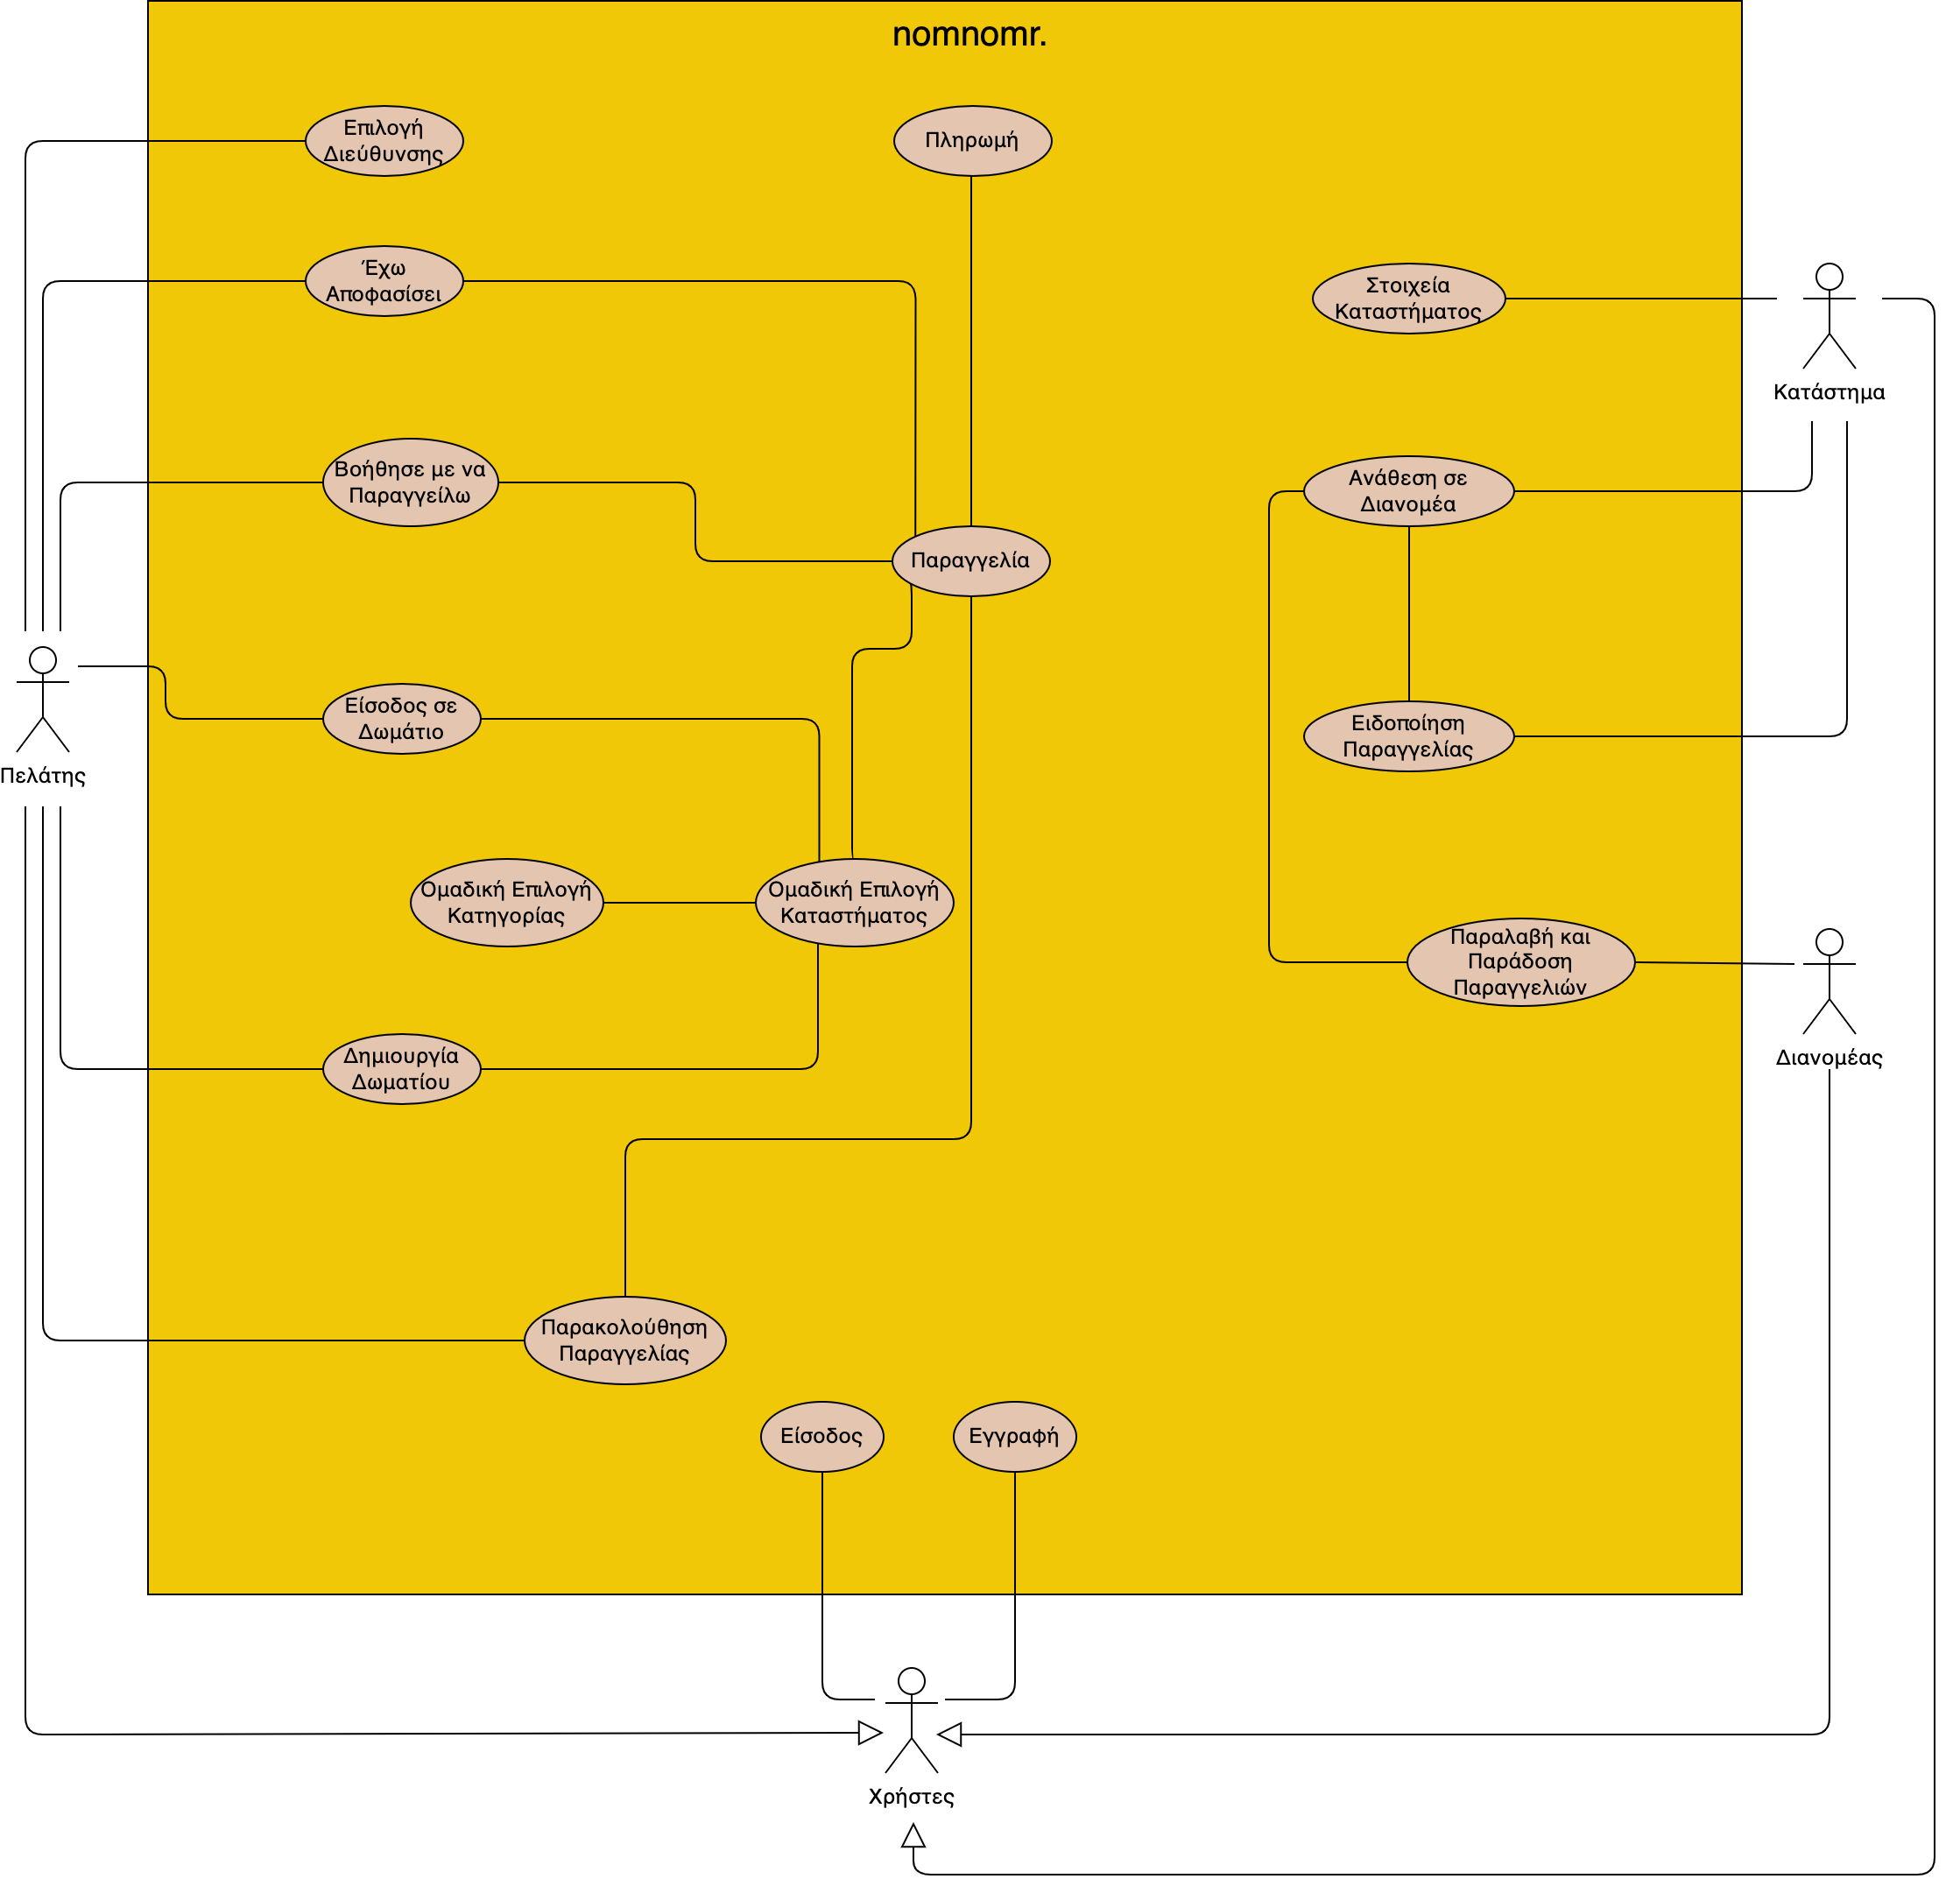 nomnomr.
Επιλογή
Διεύθυνσης
Πληρωμή
Έχω
Αποφασίσει
Στοιχεία
Καταστήματος
Κατάστημα
Βοήθησε με να
Παραγγείλω
Ανάθεση σε
Διανομέα
Παραγγελία
Είσοδος σε
Δωμάτιο
Ειδοποίηση
Παραγγελίας
Πελάτης
Ομαδική Επιλογή
Κατηγορίας
Ομαδική Επιλογή
Καταστήματος
Παραλαβή και
Παράδοση
Παραγγελιών
Δημιουργία
Δωματίου
Διανομέας
Παρακολούθηση
Παραγγελίας
Είσοδος
Εγγραφή
Χρήστες